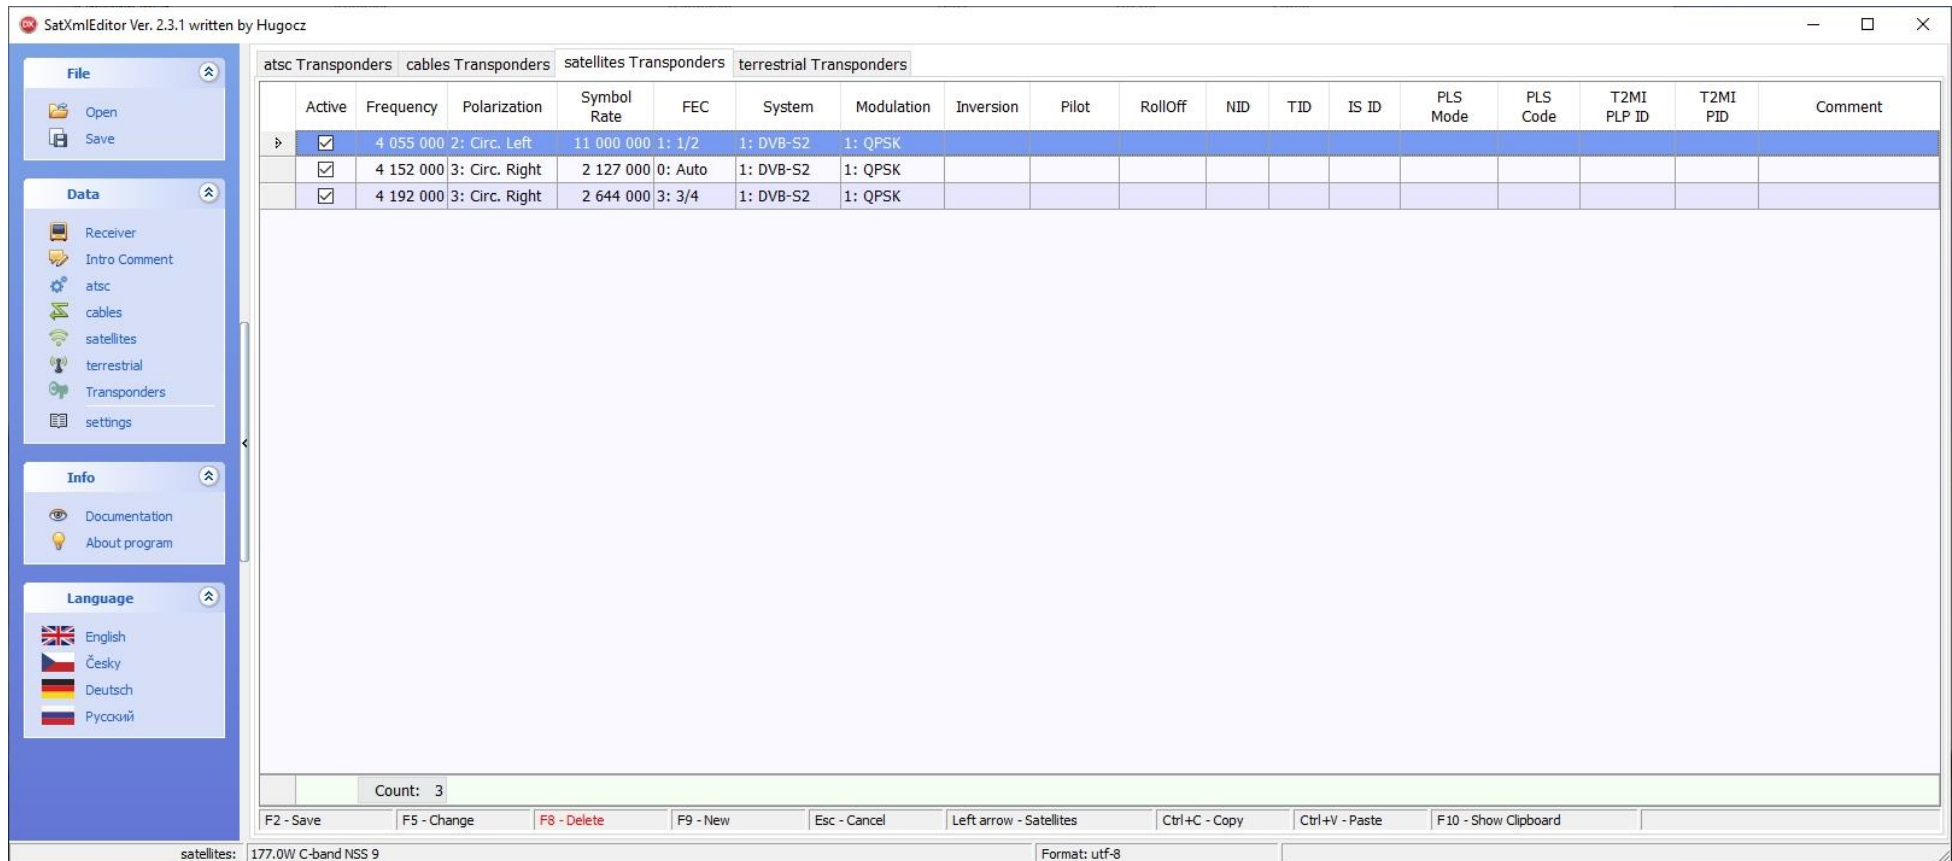 SatXmlEditor Ver. 2.3.1 written by Hugocz
File
Open
Save
Data
Receiver
Intro Comment
atsc
cables
satellites
terrestrial
Transponders
settings
Info
Documentation
About program
Language
English
Česky
Deutsch
Русский
atsc Transponders cables Transponders satellites Transponders terrestrial Transponders
Active Frequency Polarization Symbol Rate FEC System Modulation Inversion Pilot RollOff NID TID IS ID PLS Mode PLS Code T2MI PLP ID T2MI PID Comment
4 055 000 2: Circ. Left 11 000 000 1: 1/2 1: DVB-S2 1: QPSK
4 152 000 3: Circ. Right 2 127 000 0: Auto 1: DVB-S2 1: QPSK
4 192 000 3: Circ. Right 2 644 000 3: 3/4 1: DVB-S2 1: QPSK
Count: 3
F2 - Save F5 - Change F8 - Delete F9 - New Esc - Cancel Left arrow - Satellites Ctrl+C - Copy Ctrl+V - Paste F10 - Show Clipboard
satellites: 177.0W C-band NSS 9 Format: utf-8